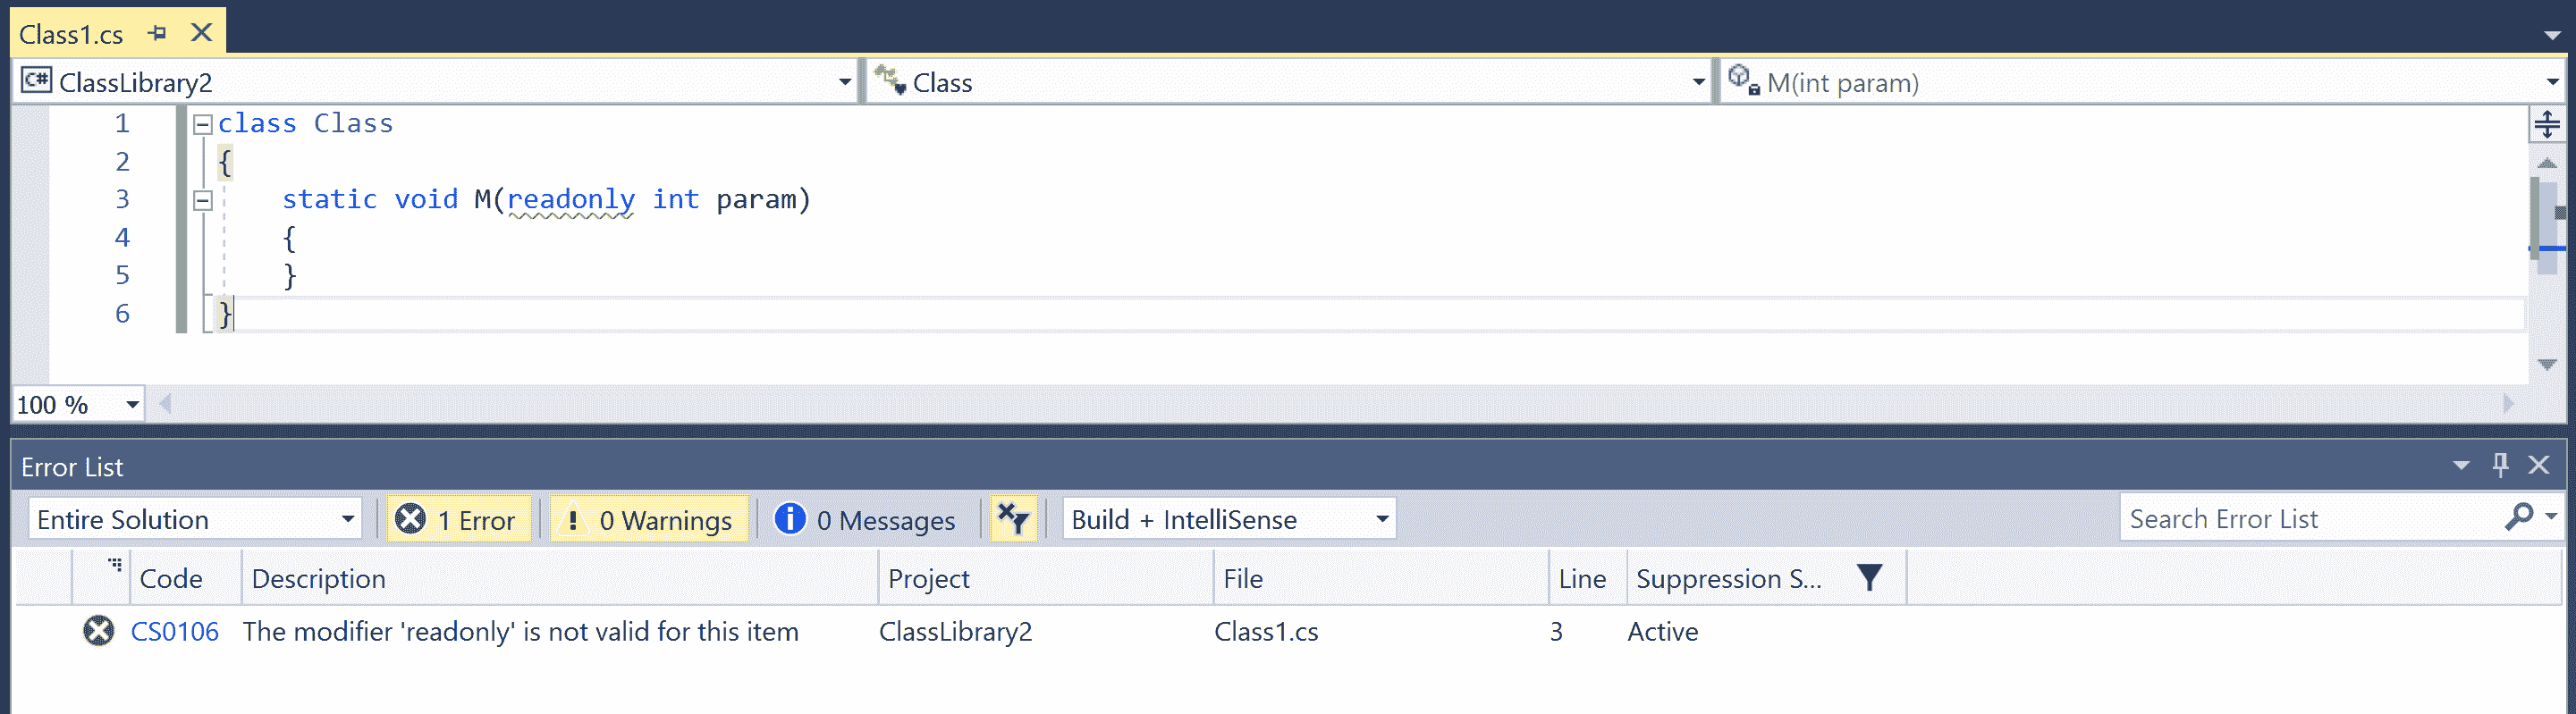 Class1.cs
ClassLibrary2 Class M(int param)
1 class Class
2 {
3 static void M(readonly int param)
4 {
5 }
6 }
100 %
Error List
Entire Solution 1 Error 0 Warnings 0 Messages Build + IntelliSense Search Error List
Code Description Project File Line Suppression S...
CS0106 The modifier 'readonly' is not valid for this item ClassLibrary2 Class1.cs 3 Active